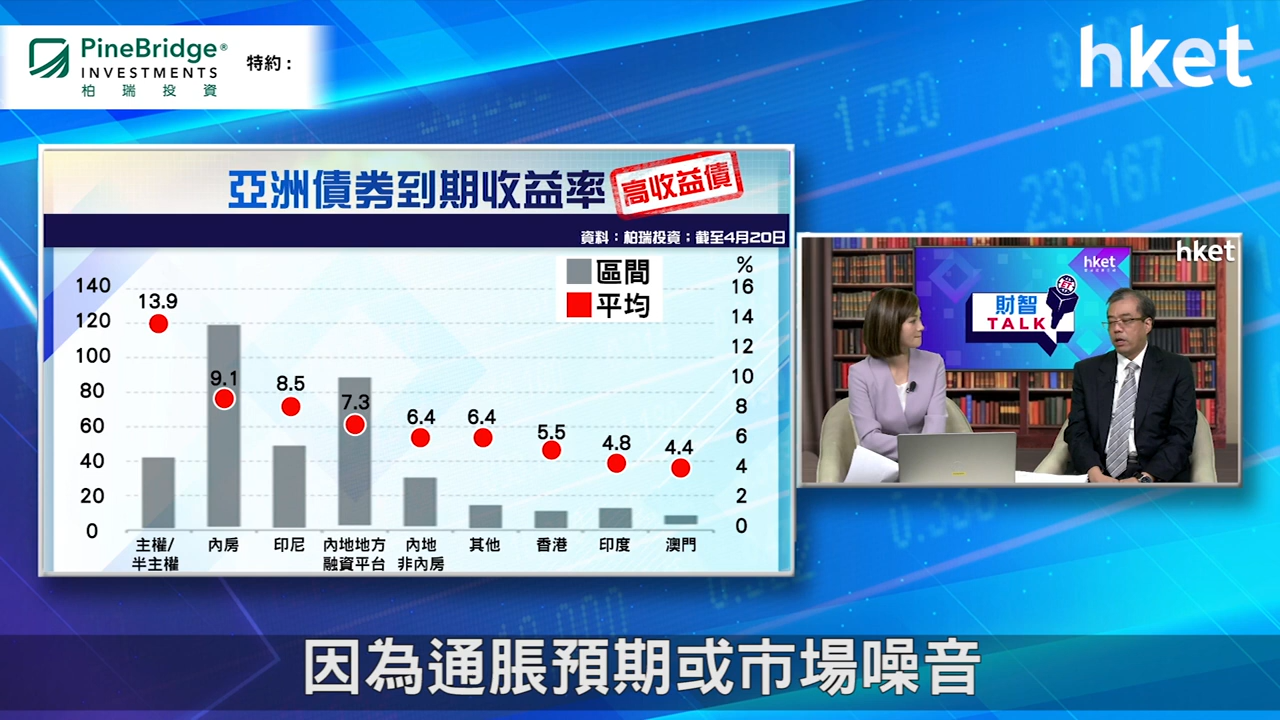 PineBridge®
INVESTMENTS
柏瑞投資
特約：
hket
亞洲債券到期收益率
高收益債
資料：柏瑞投資；截至4月20日
區間
平均
%
140
120
100
80
60
40
20
0
16
14
12
10
8
6
4
2
0
13.9
9.1
8.5
7.3
6.4
6.4
5.5
4.8
4.4
主權/
半主權
內房
印尼
內地地方
融資平台
內地
非內房
其他
香港
印度
澳門
hket
hket
財智
TALK
因為通脹預期或市場噪音